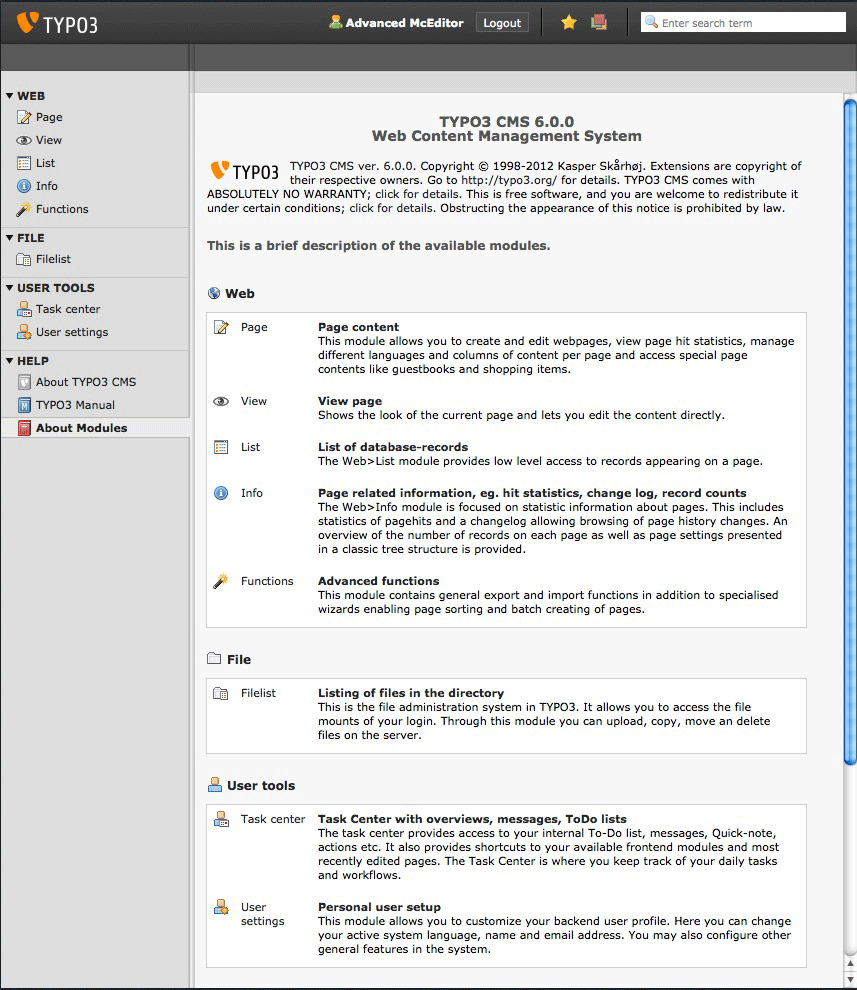 TYPO3
Advanced McEditor
Logout
Enter search term
WEB
Page
View
List
Info
Functions
FILE
Filelist
USER TOOLS
Task center
User settings
HELP
About TYPO3 CMS
TYPO3 Manual
About Modules
TYPO3 CMS 6.0.0
Web Content Management System
TYPO3
TYPO3 CMS ver. 6.0.0. Copyright © 1998-2012 Kasper Skårhøj. Extensions are copyright of
their respective owners. Go to http://typo3.org/ for details. TYPO3 CMS comes with
ABSOLUTELY NO WARRANTY; click for details. This is free software, and you are welcome to redistribute it
under certain conditions; click for details. Obstructing the appearance of this notice is prohibited by law.
This is a brief description of the available modules.
Web
Page
Page content
This module allows you to create and edit webpages, view page hit statistics, manage
different languages and columns of content per page and access special page
contents like guestbooks and shopping items.
View
View page
Shows the look of the current page and lets you edit the content directly.
List
List of database-records
The Web>List module provides low level access to records appearing on a page.
Info
Page related information, eg. hit statistics, change log, record counts
The Web>Info module is focused on statistic information about pages. This includes
statistics of pagehits and a changelog allowing browsing of page history changes. An
overview of the number of records on each page as well as page settings presented
in a classic tree structure is provided.
Functions
Advanced functions
This module contains general export and import functions in addition to specialised
wizards enabling page sorting and batch creating of pages.
File
Filelist
Listing of files in the directory
This is the file administration system in TYPO3. It allows you to access the file
mounts of your login. Through this module you can upload, copy, move an delete
files on the server.
User tools
Task center
Task Center with overviews, messages, ToDo lists
The task center provides access to your internal To-Do list, messages, Quick-note,
actions etc. It also provides shortcuts to your available frontend modules and most
recently edited pages. The Task Center is where you keep track of your daily tasks
and workflows.
User
settings
Personal user setup
This module allows you to customize your backend user profile. Here you can change
your active system language, name and email address. You may also configure other
general features in the system.